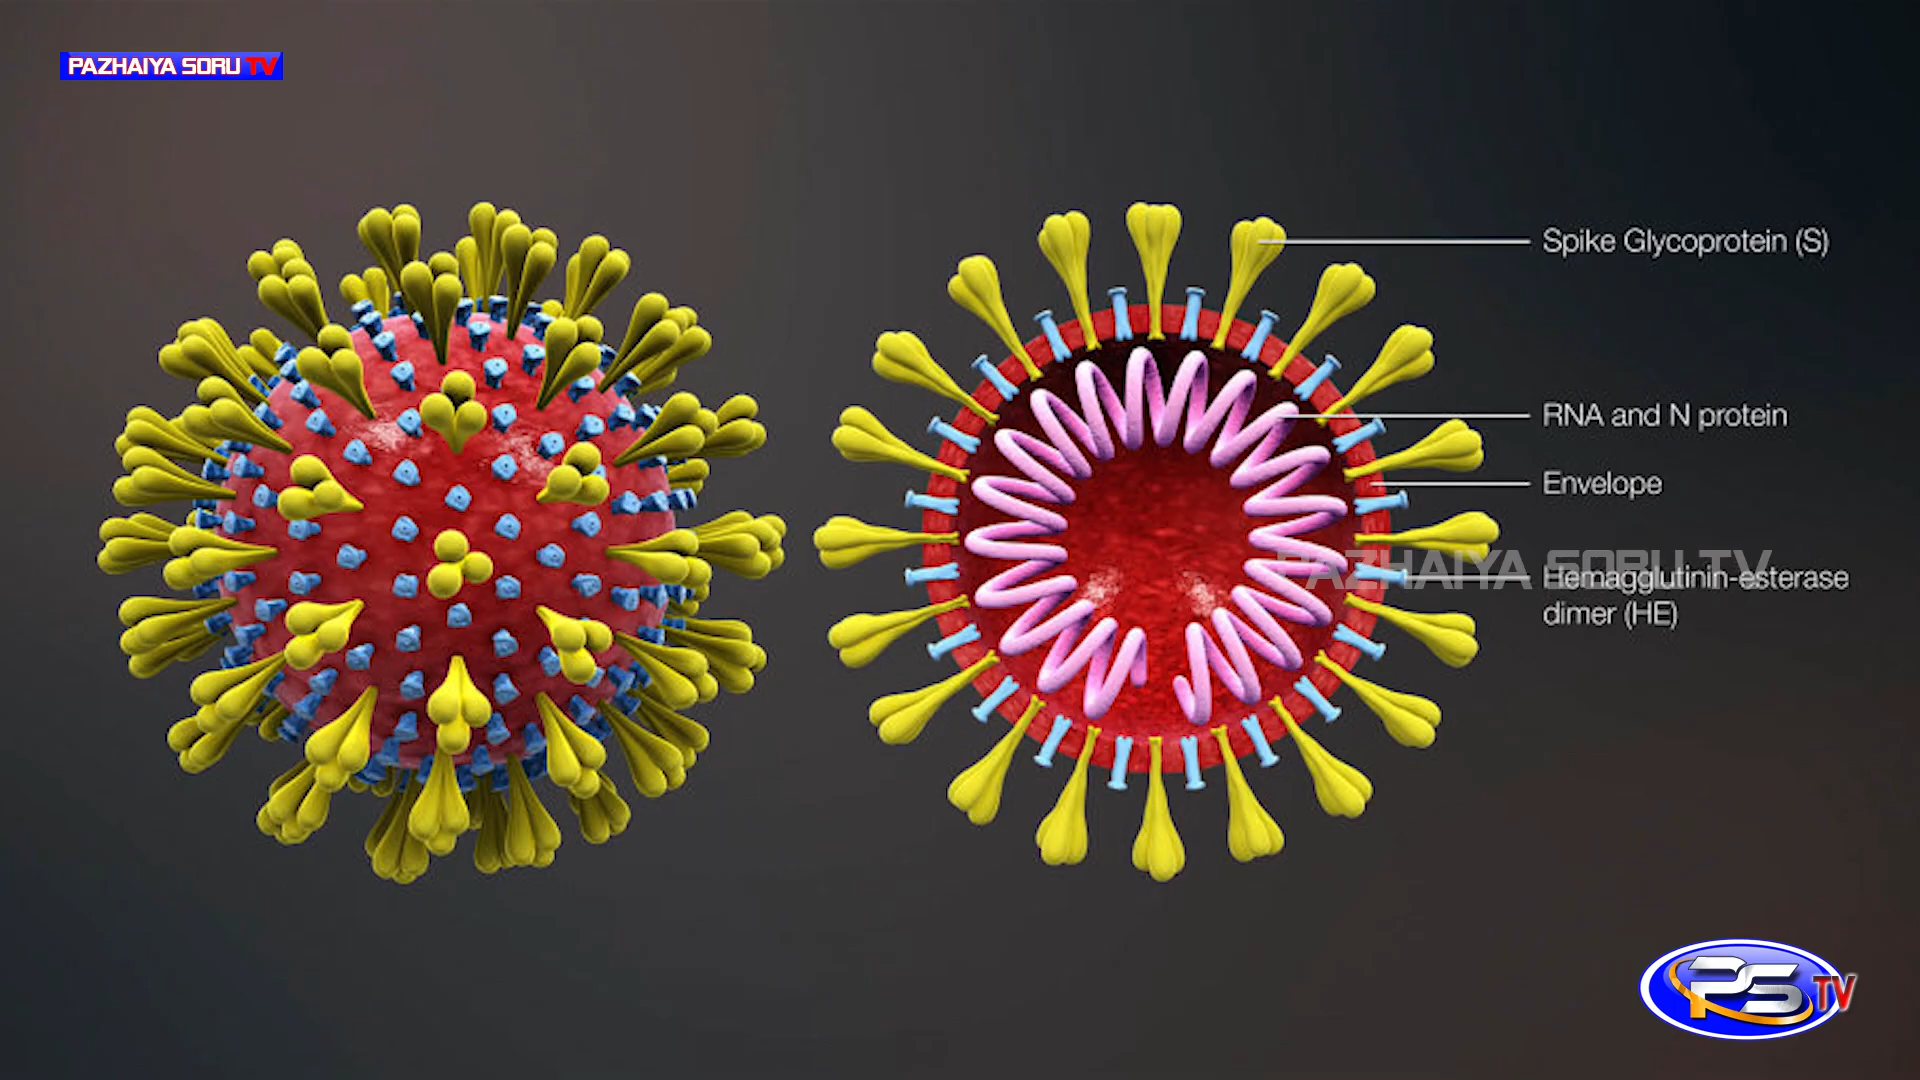 PAZHAIYA SORU TV
Spike Glycoprotein (S)
RNA and N protein
Envelope
PAZHAIYA SORU TV
Hemagglutinin-esterase
dimer (HE)
PS TV